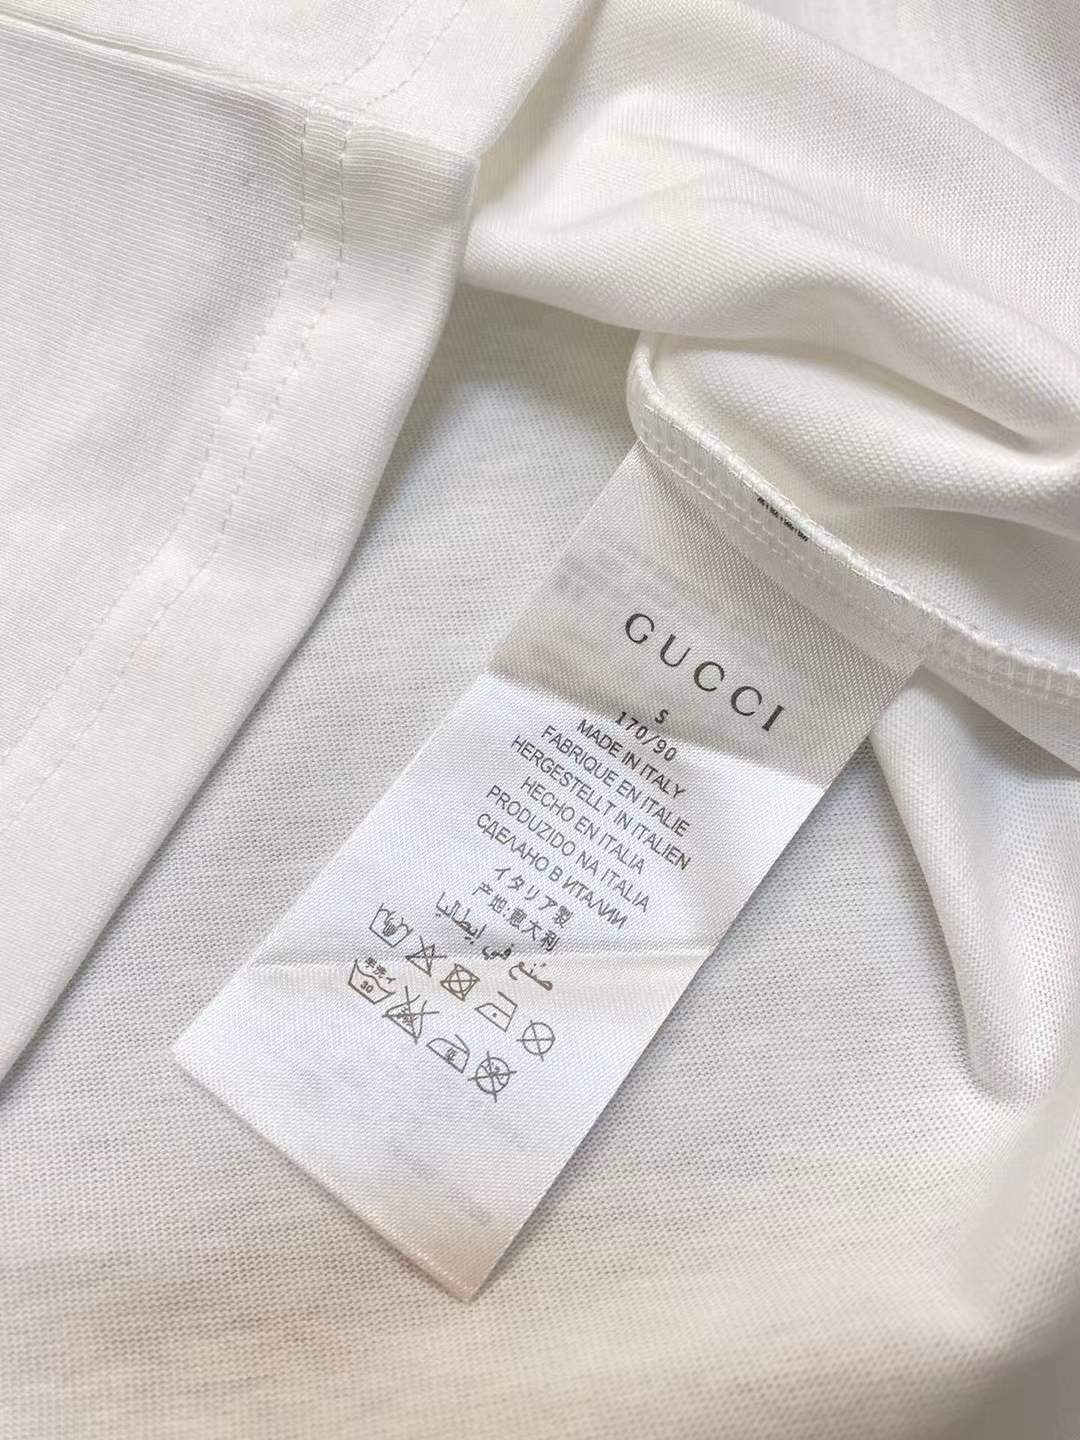 GUCCI
S
170/90
MADE IN ITALY
FABRIQUE EN ITALIE
HERGESTELLT IN ITALIEN
HECHO EN ITALIA
PRODUZIDO NA ITALIA
СДЕЛАНО В ИТАЛИИ
イタリア製
产地:意大利
صُنع في إيطاليا
30